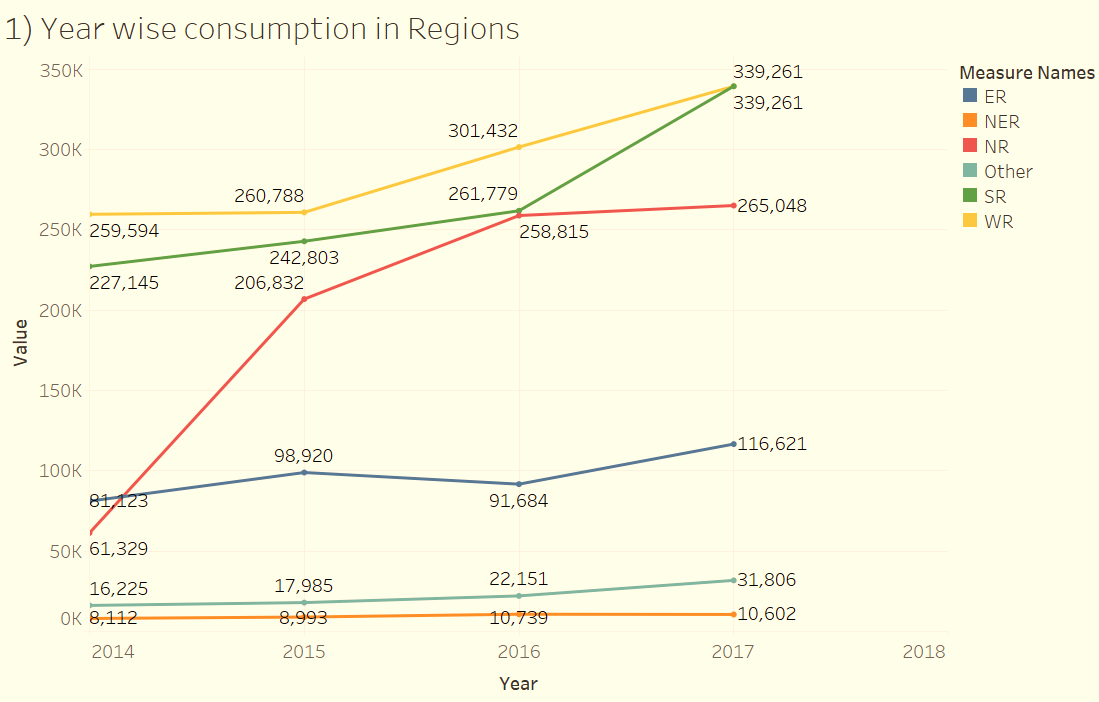 1) Year wise consumption in Regions
350K
300K
250K
200K
150K
100K
50K
0K
Value
339,261
339,261
301,432
260,788
261,779
259,594
258,815
265,048
242,803
227,145
206,832
116,621
98,920
81,123
91,684
61,329
16,225
17,985
22,151
31,806
8,112
8,993
10,739
10,602
2014
2015
2016
2017
2018
Year
Measure Names
ER
NER
NR
Other
SR
WR